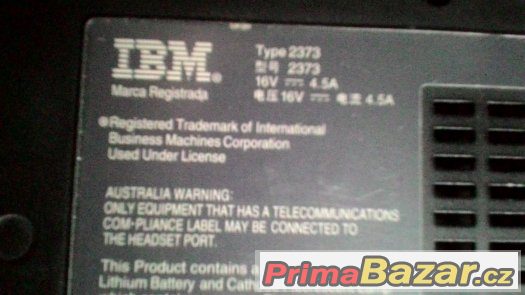 IBM®
Marca Registrada
Type 2373
型号 2373
16V ⎓ 4.5A
电压 16V ⎓ 电流 4.5A
®Registered Trademark of International
Business Machines Corporation
Used Under License
AUSTRALIA WARNING:
ONLY EQUIPMENT THAT HAS A TELECOMMUNICATIONS
COM-PLIANCE LABEL MAY BE CONNECTED TO
THE HEADSET PORT.
This Product contains a
Lithium Battery and
PrimaBazar.cz